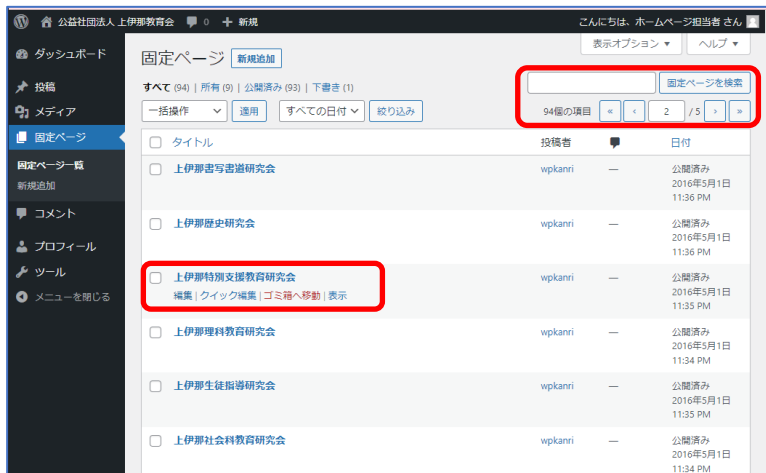 公益社団法人 上伊那教育会 0 + 新規 こんにちは、ホームページ担当者 さん
表示オプション ▼ ヘルプ ▼
ダッシュボード
投稿
メディア
固定ページ
固定ページ一覧
新規追加
コメント
プロフィール
ツール
メニューを閉じる
固定ページ 新規追加
すべて (94) | 所有 (9) | 公開済み (93) | 下書き (1)
固定ページを検索
一括操作 適用 すべての日付 絞り込み
94個の項目 « ‹ 2 / 5 › »
タイトル 投稿者 日付
上伊那書写書道研究会 wpkanri — 公開済み
2016年5月1日
11:36 PM
上伊那歴史研究会 wpkanri — 公開済み
2016年5月1日
11:36 PM
上伊那特別支援教育研究会 wpkanri — 公開済み
編集 | クイック編集 | ゴミ箱へ移動 | 表示 2016年5月1日
11:35 PM
上伊那理科教育研究会 wpkanri — 公開済み
2016年5月1日
11:34 PM
上伊那生徒指導研究会 wpkanri — 公開済み
2016年5月1日
11:35 PM
上伊那社会科教育研究会 wpkanri — 公開済み
2016年5月1日
11:34 PM